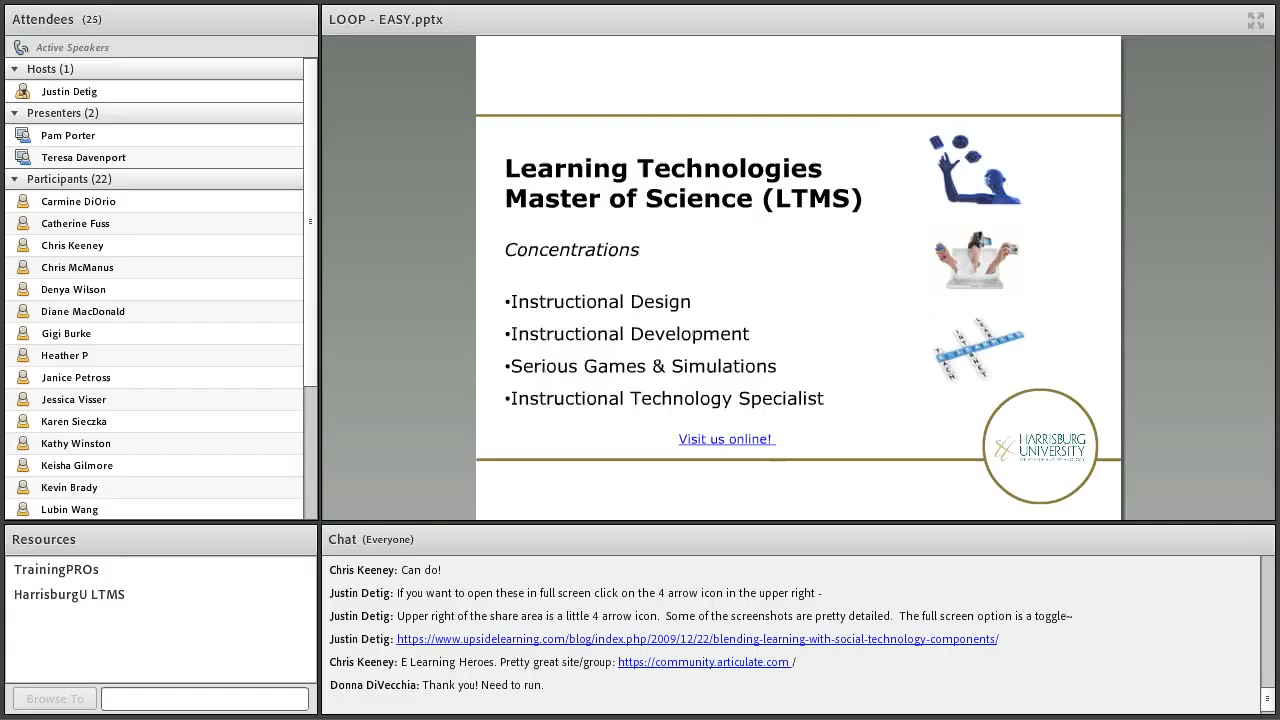 Attendees (25)
Active Speakers
Hosts (1)
Justin Detig
Presenters (2)
Pam Porter
Teresa Davenport
Participants (22)
Carmine DiOrio
Catherine Fuss
Chris Keeney
Chris McManus
Denya Wilson
Diane MacDonald
Gigi Burke
Heather P
Janice Petross
Jessica Visser
Karen Sieczka
Kathy Winston
Keisha Gilmore
Kevin Brady
Lubin Wang
LOOP - EASY.pptx
Learning Technologies
Master of Science (LTMS)
Concentrations
•Instructional Design
•Instructional Development
•Serious Games & Simulations
•Instructional Technology Specialist
Visit us online!
HARRISBURG
UNIVERSITY
Resources
TrainingPROs
HarrisburgU LTMS
Browse To
Chat (Everyone)
Chris Keeney: Can do!
Justin Detig: If you want to open these in full screen click on the 4 arrow icon in the upper right -
Justin Detig: Upper right of the share area is a little 4 arrow icon. Some of the screenshots are pretty detailed. The full screen option is a toggle~
Justin Detig: https://www.upsidelearning.com/blog/index.php/2009/12/22/blending-learning-with-social-technology-components/
Chris Keeney: E Learning Heroes. Pretty great site/group: https://community.articulate.com /
Donna DiVecchia: Thank you! Need to run.